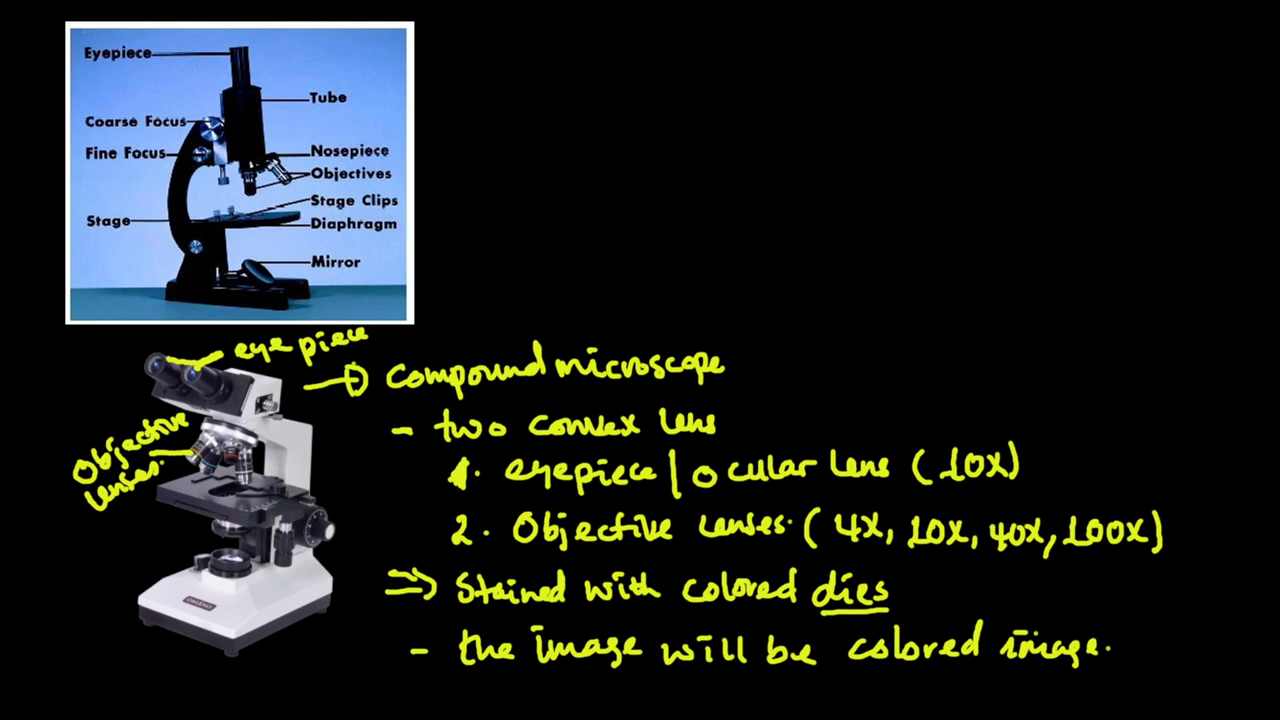 Eyepiece
Tube
Coarse Focus
Fine Focus
Nosepiece
Objectives
Stage Clips
Stage
Diaphragm
Mirror
eye piece
Objective
lenses.
compound microscope
- two convex lens
1. eyepiece | ocular lens (10x)
2. Objective lenses. (4x, 10x, 40x, 100x)
⇒ Stained with colored dies
- the image will be colored image.